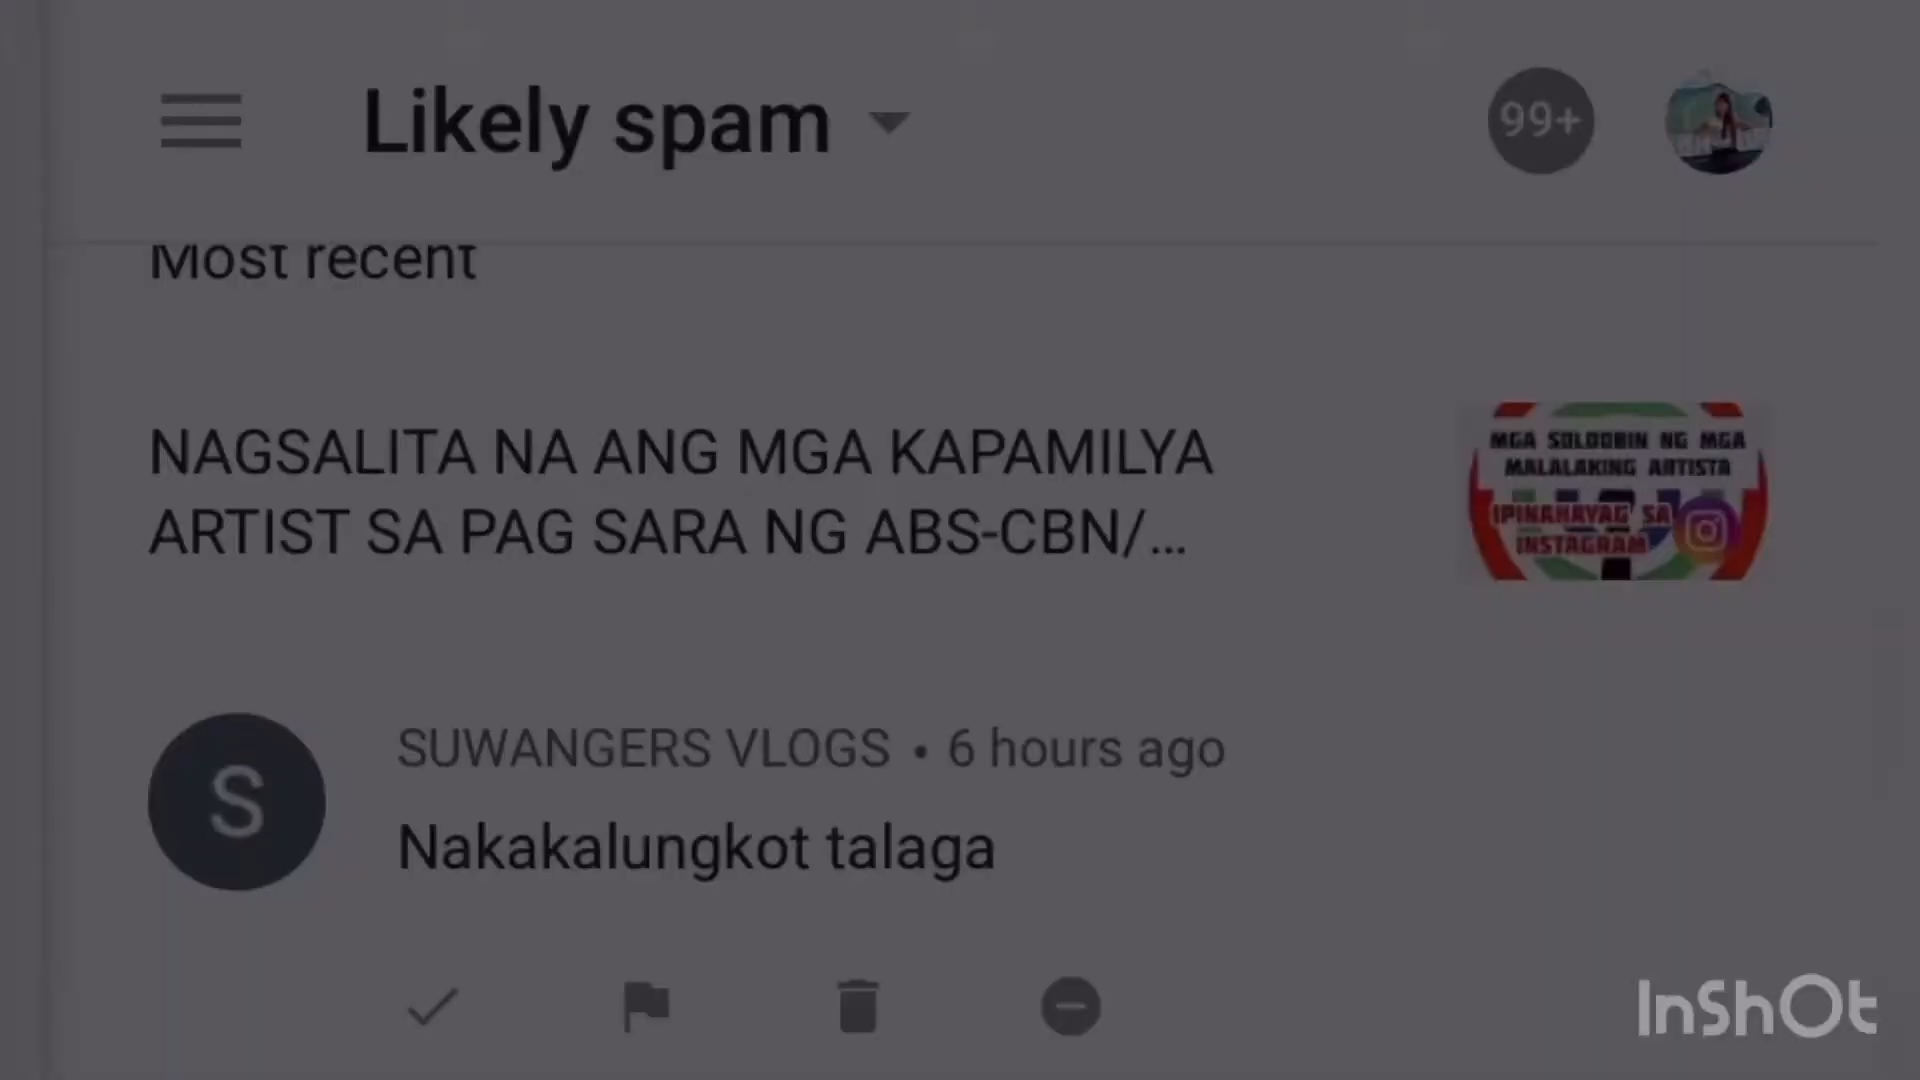 Likely spam
99+
Most recent
NAGSALITA NA ANG MGA KAPAMILYA
ARTIST SA PAG SARA NG ABS-CBN/...
MGA SOLOOBIN NG MGA
MALALAKING ARTISTA
IPINAHAYAG SA
INSTAGRAM
S
SUWANGERS VLOGS • 6 hours ago
Nakakalungkot talaga
InShOt